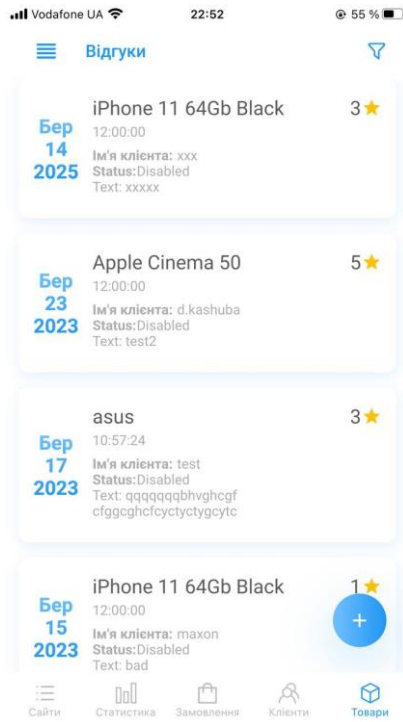 Vodafone UA 22:52 55 %
Відгуки
iPhone 11 64Gb Black 3
Бер
14
2025
12:00:00
Ім'я клієнта: xxx
Status:Disabled
Text: xxxxx
Apple Cinema 50 5
Бер
23
2023
12:00:00
Ім'я клієнта: d.kashuba
Status:Disabled
Text: test2
asus 3
Бер
17
2023
10:57:24
Ім'я клієнта: test
Status:Disabled
Text: qqqqqqbhvghcgf
cfggcghcfcyctyctygcytc
iPhone 11 64Gb Black 1
Бер
15
2023
12:00:00
Ім'я клієнта: maxon
Status:Disabled
Text: bad
+
Сайти Статистика Замовлення Клієнти Товари